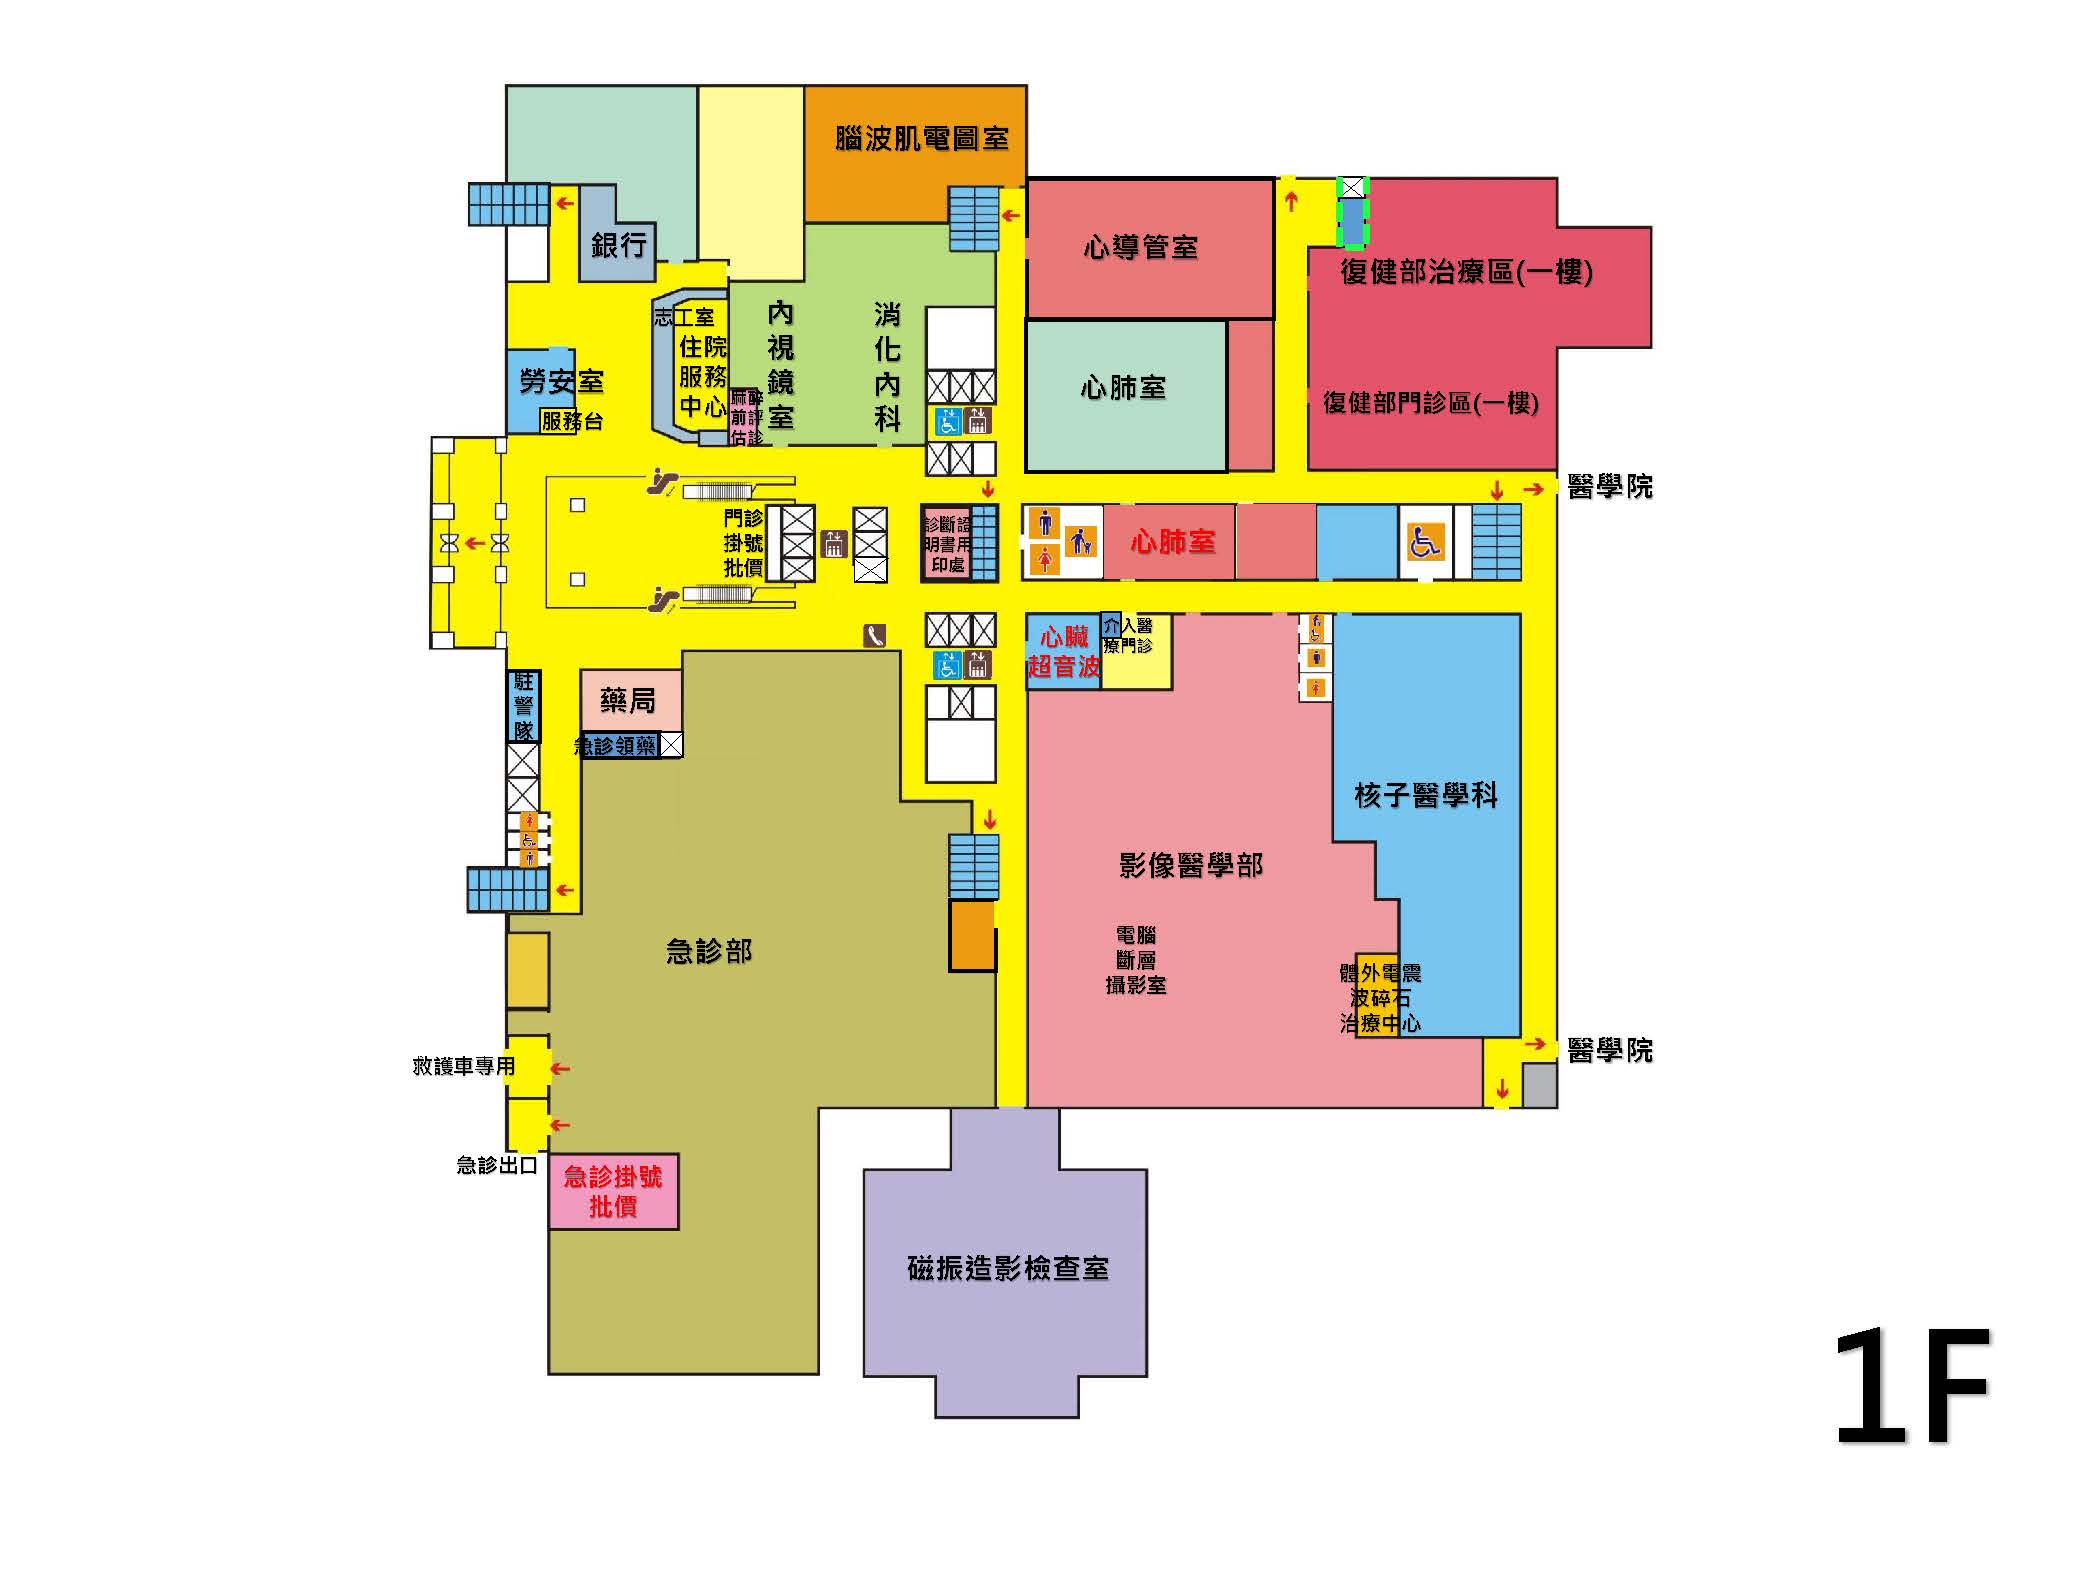 腦波肌電圖室
銀行
心導管室
復健部治療區(一樓)
志工室
住院
服務
中心
內
視
鏡
室
消
化
內
科
麻醉
前評
估診
勞安室
服務台
心肺室
復健部門診區(一樓)
醫學院
門診
掛號
批價
診斷證
明書用
印處
心肺室
心臟
超音波
介入醫
療門診
駐
警
隊
藥局
急診領藥
核子醫學科
影像醫學部
電腦
斷層
攝影室
體外電震
波碎石
治療中心
急診部
醫學院
救護車專用
急診出口
急診掛號
批價
磁振造影檢查室
1F